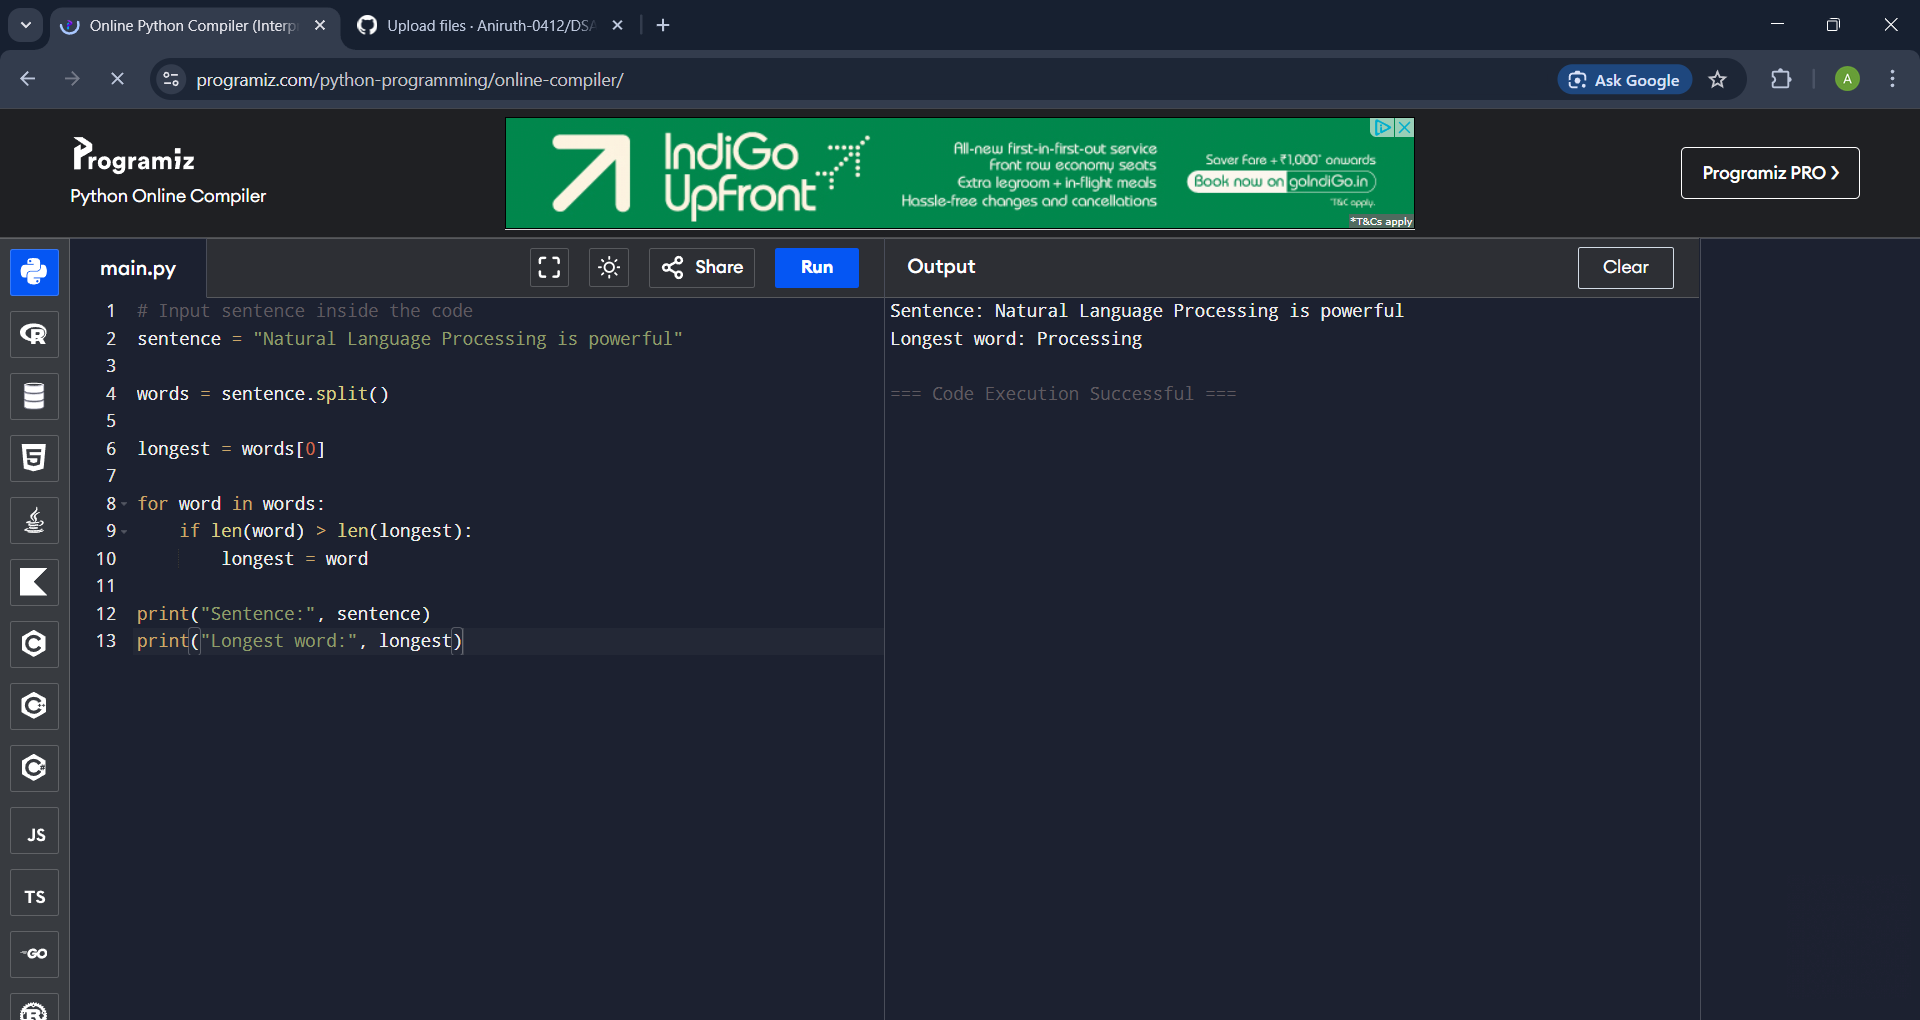 Online Python Compiler (Interp
Upload files · Aniruth-0412/DSA
programiz.com/python-programming/online-compiler/
Ask Google
A
Programiz
Python Online Compiler
IndiGo
UpFront
All-new first-in-first-out service
Front row economy seats
Extra legroom + in-flight meals
Hassle-free changes and cancellations
Saver Fare + ₹1,000* onwards
Book now on goIndiGo.in
*T&C apply.
*T&Cs apply
Programiz PRO
main.py
Share
Run
Output
Clear
1 # Input sentence inside the code
2 sentence = "Natural Language Processing is powerful"
3
4 words = sentence.split()
5
6 longest = words[0]
7
8 for word in words:
9     if len(word) > len(longest):
10         longest = word
11
12 print("Sentence:", sentence)
13 print("Longest word:", longest)
Sentence: Natural Language Processing is powerful
Longest word: Processing
=== Code Execution Successful ===
R
5
C
C
C#
JS
TS
GO
R